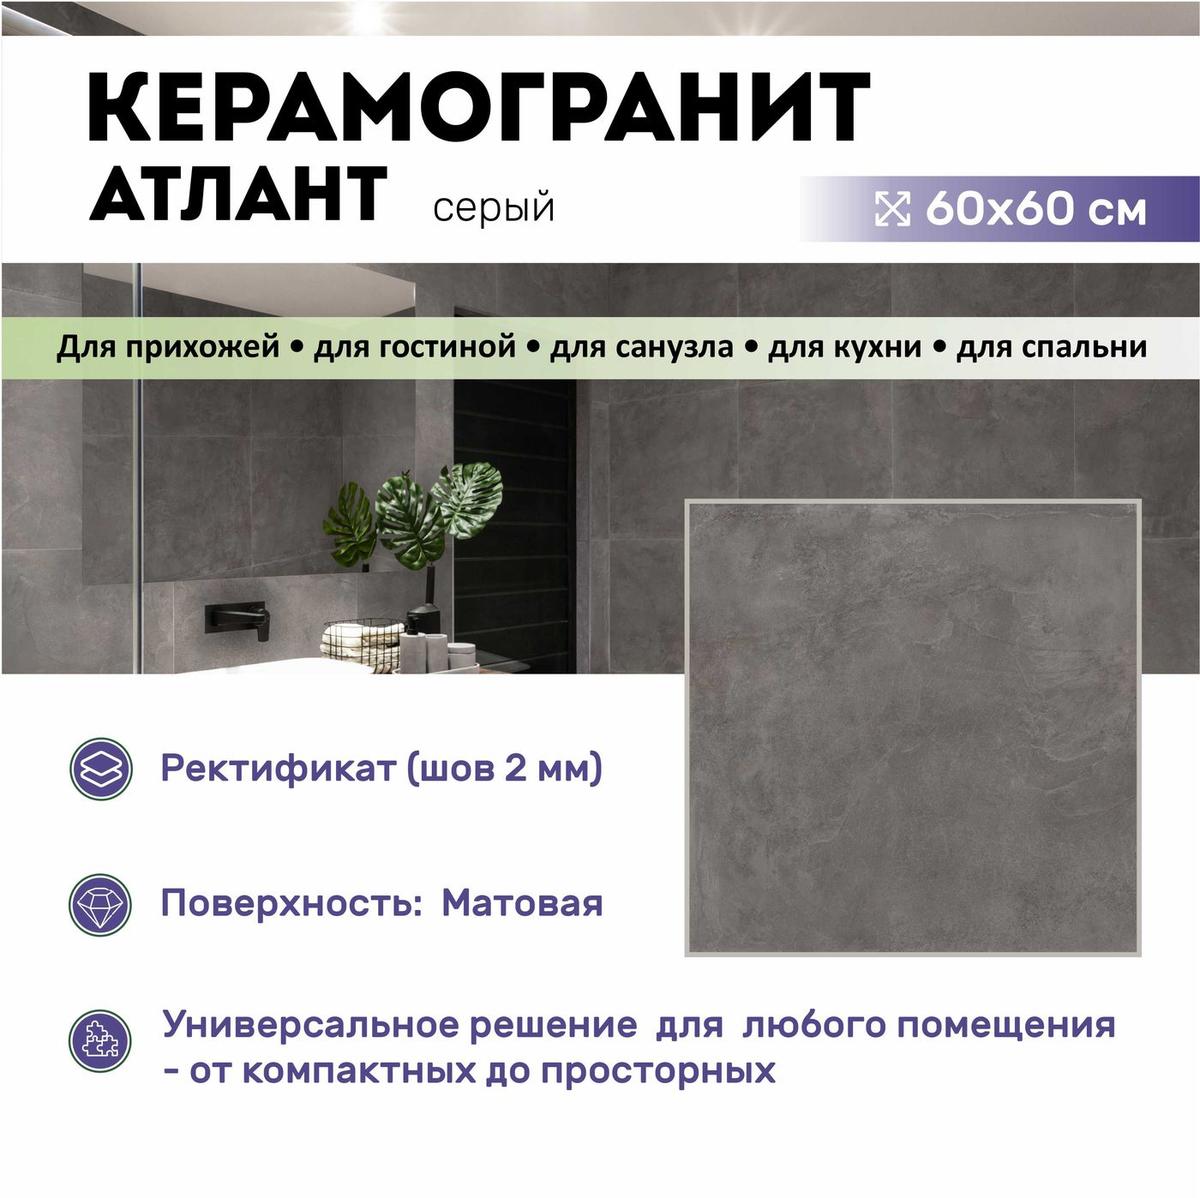 КЕРАМОГРАНИТ
АТЛАНТ серый
60x60 см
Для прихожей • для гостиной • для санузла • для кухни • для спальни
Ректификат (шов 2 мм)
Поверхность: Матовая
Универсальное решение для любого помещения
- от компактных до просторных